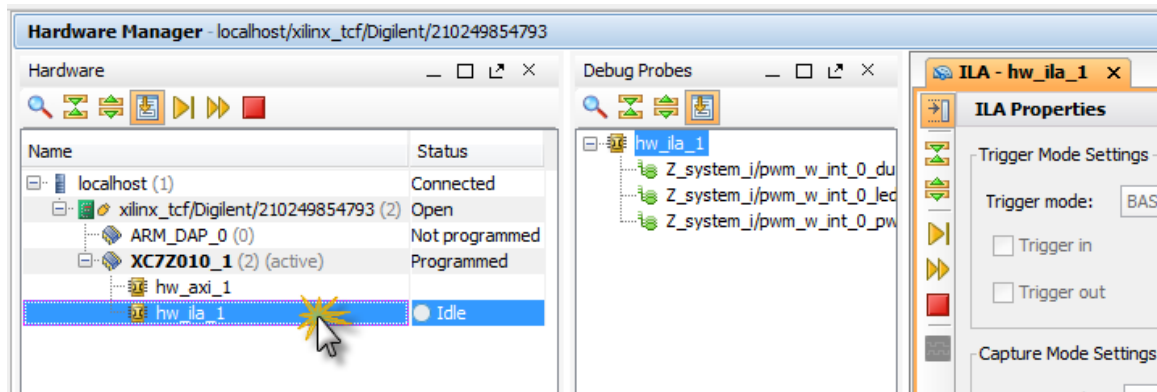 Hardware Manager - localhost/xilinx_tcf/Digilent/210249854793
Hardware
Name Status
localhost (1) Connected
xilinx_tcf/Digilent/210249854793 (2) Open
ARM_DAP_0 (0) Not programmed
XC7Z010_1 (2) (active) Programmed
hw_axi_1
hw_ila_1 Idle
Debug Probes
hw_ila_1
Z_system_i/pwm_w_int_0_du
Z_system_i/pwm_w_int_0_led
Z_system_i/pwm_w_int_0_pw
ILA - hw_ila_1
ILA Properties
Trigger Mode Settings
Trigger mode: BAS
Trigger in
Trigger out
Capture Mode Settings